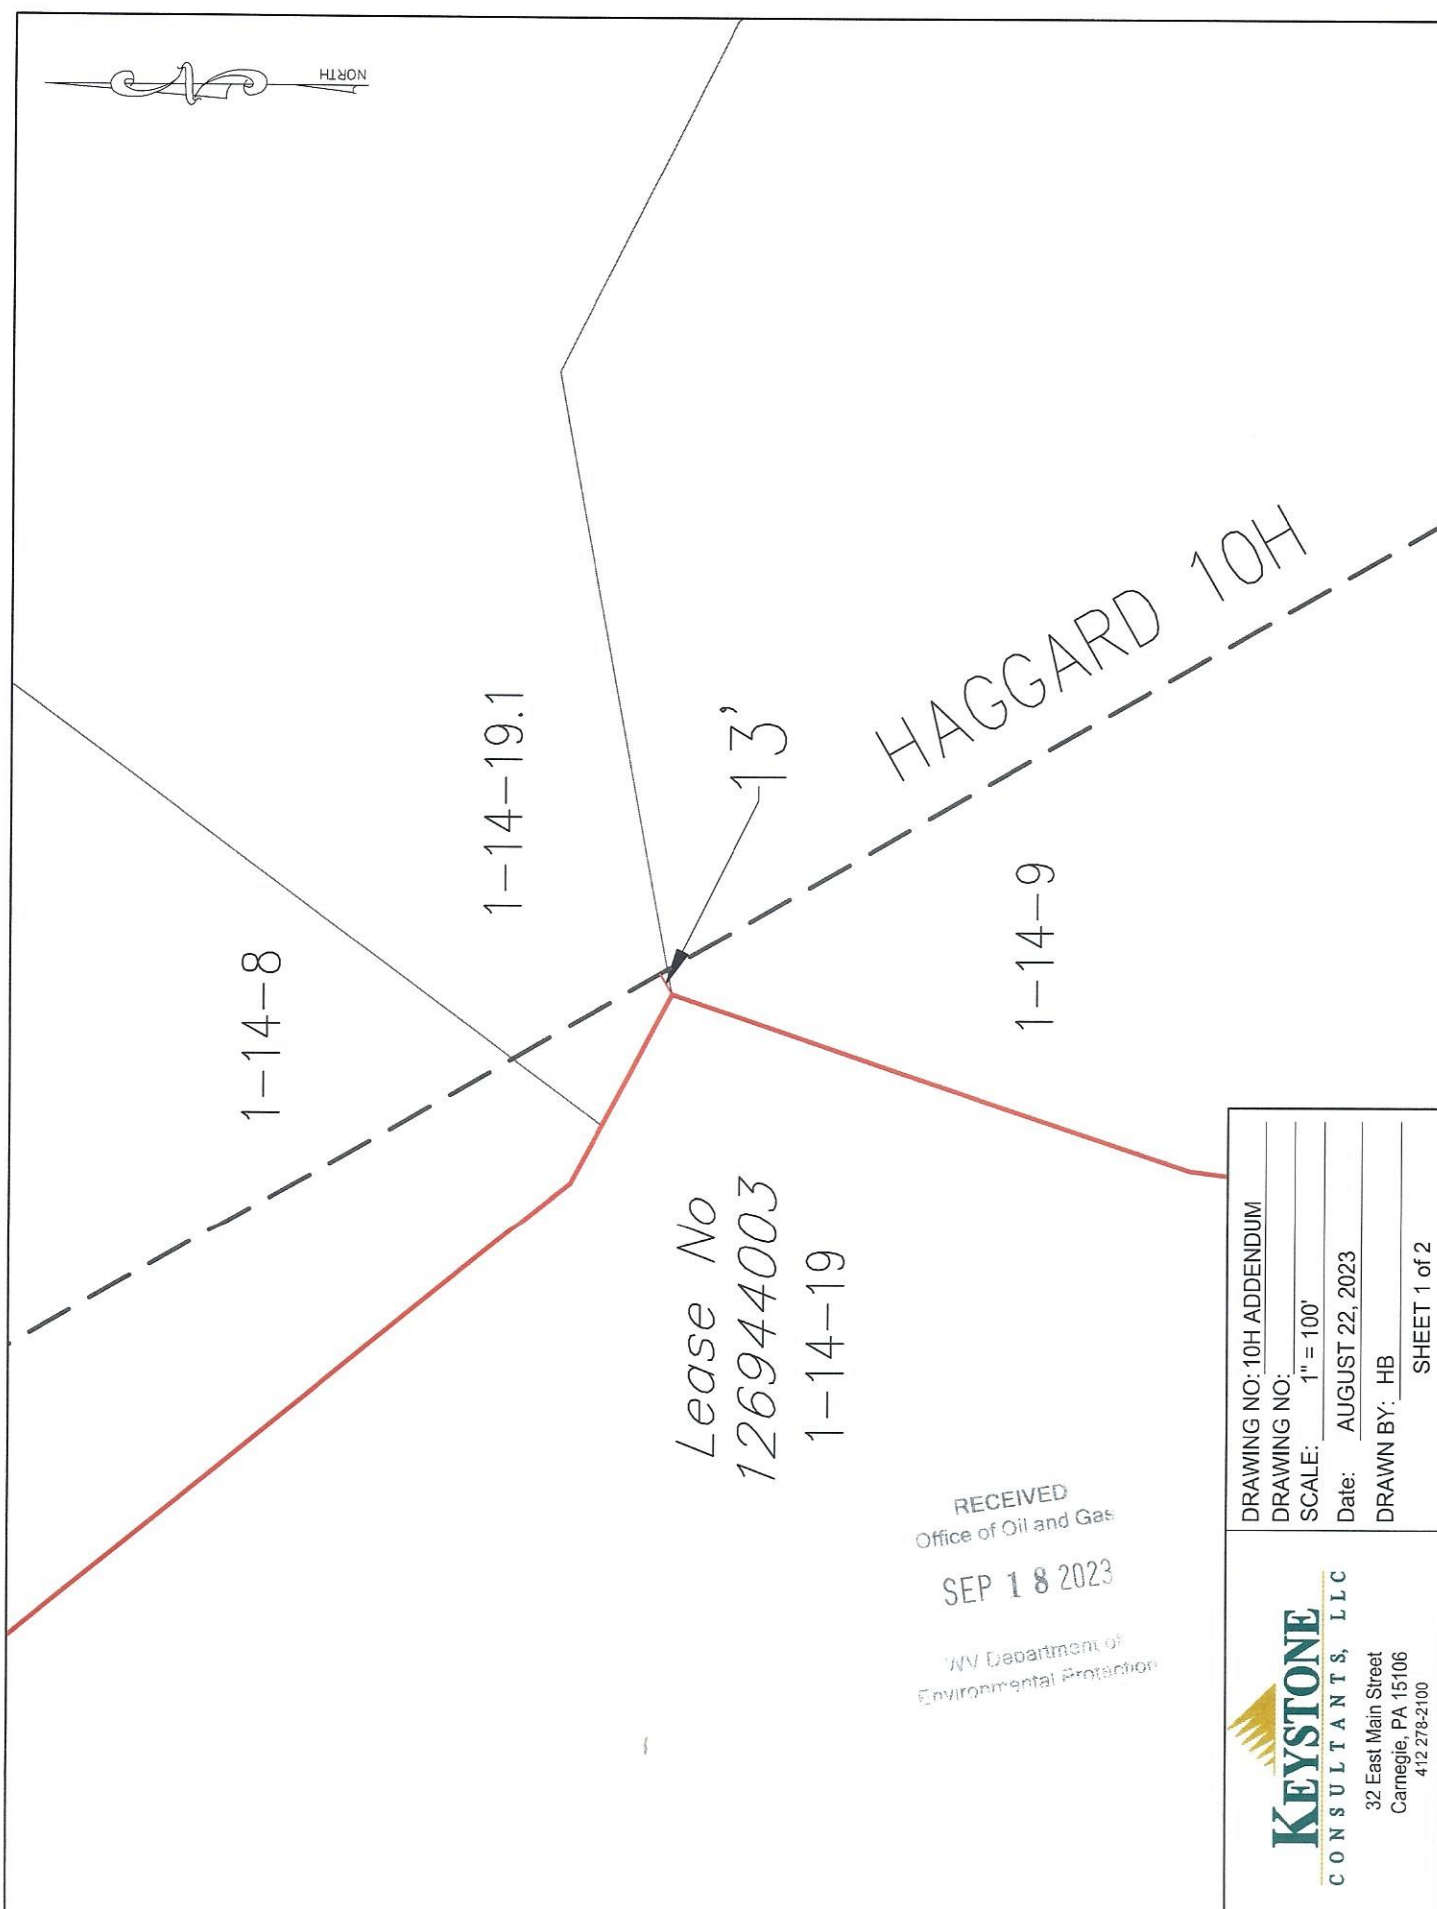 NORTH
1-14-8
1-14-19.1
13'
HAGGARD 10H
1-14-9
Lease No
126944003
1-14-19
RECEIVED
Office of Oil and Gas
SEP 18 2023
WV Department of
Environmental Protection
KEYSTONE
CONSULTANTS, LLC
32 East Main Street
Carnegie, PA 15106
412 278-2100
DRAWING NO: 10H ADDENDUM
DRAWING NO:
SCALE: 1" = 100'
Date: AUGUST 22, 2023
DRAWN BY: HB
SHEET 1 of 2